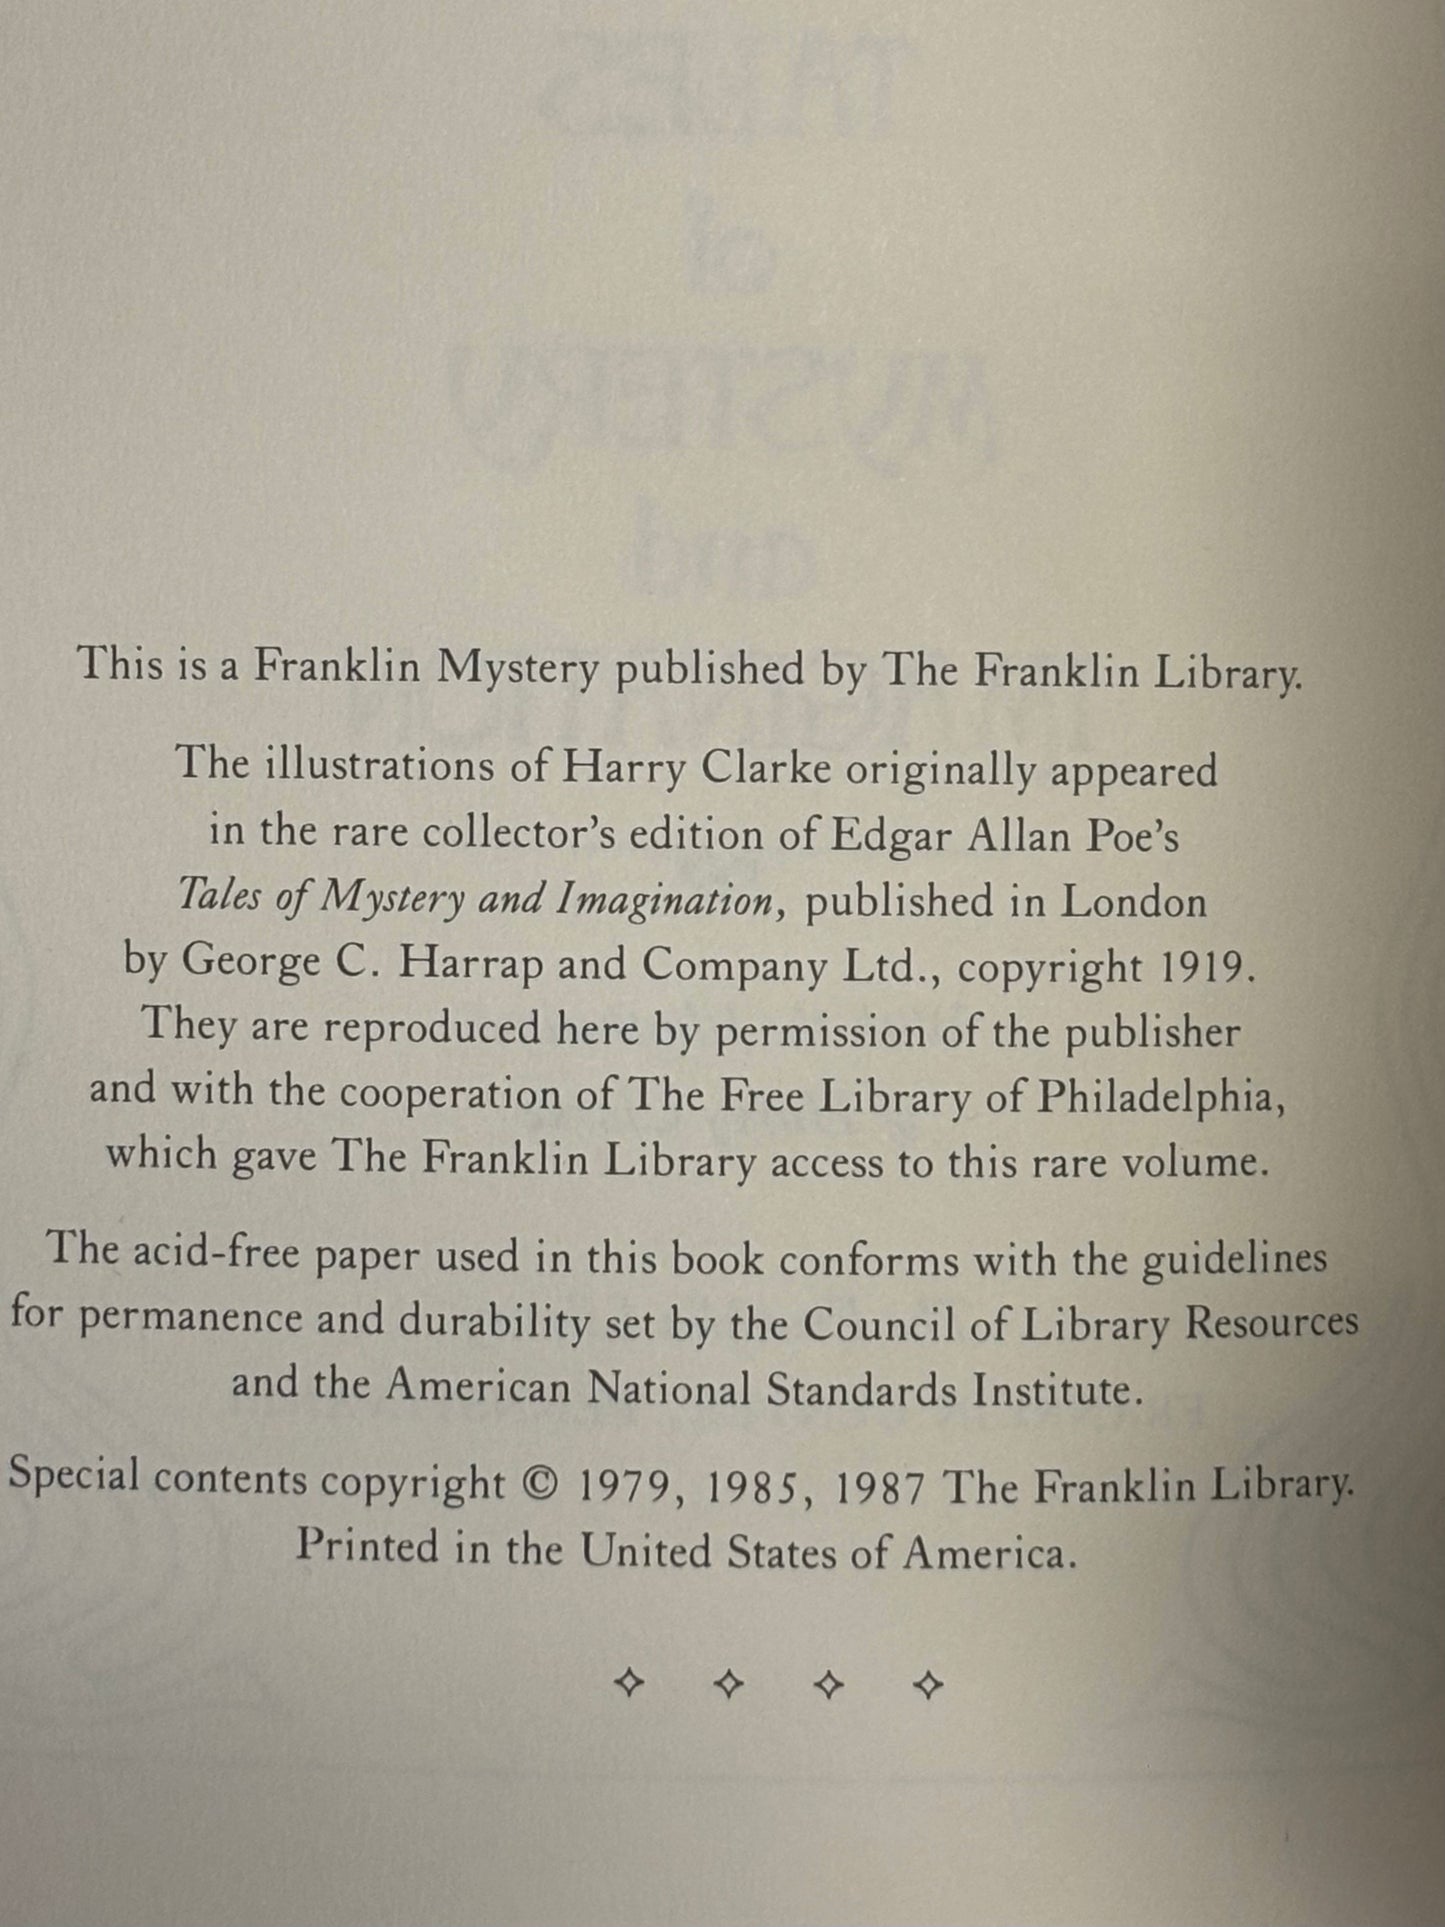 This is a Franklin Mystery published by The Franklin Library.
The illustrations of Harry Clarke originally appeared
in the rare collector's edition of Edgar Allan Poe's
Tales of Mystery and Imagination, published in London
by George C. Harrap and Company Ltd., copyright 1919.
They are reproduced here by permission of the publisher
and with the cooperation of The Free Library of Philadelphia,
which gave The Franklin Library access to this rare volume.
The acid-free paper used in this book conforms with the guidelines
for permanence and durability set by the Council of Library Resources
and the American National Standards Institute.
Special contents copyright © 1979, 1985, 1987 The Franklin Library.
Printed in the United States of America.